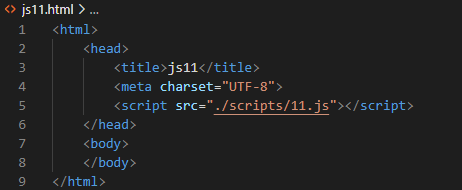 <> js11.html > ...
1 <html>
2     <head>
3         <title>js11</title>
4         <meta charset="UTF-8">
5         <script src="./scripts/11.js"></script>
6     </head>
7     <body>
8     </body>
9 </html>